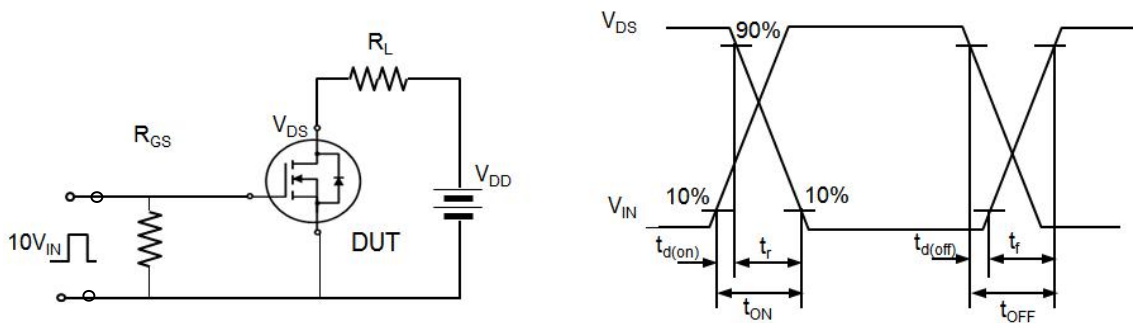 R_L
R_GS
V_DS
V_DD
10V_IN
DUT
V_DS
90%
V_IN
10%
10%
t_d(on)
t_r
t_ON
t_d(off)
t_f
t_OFF